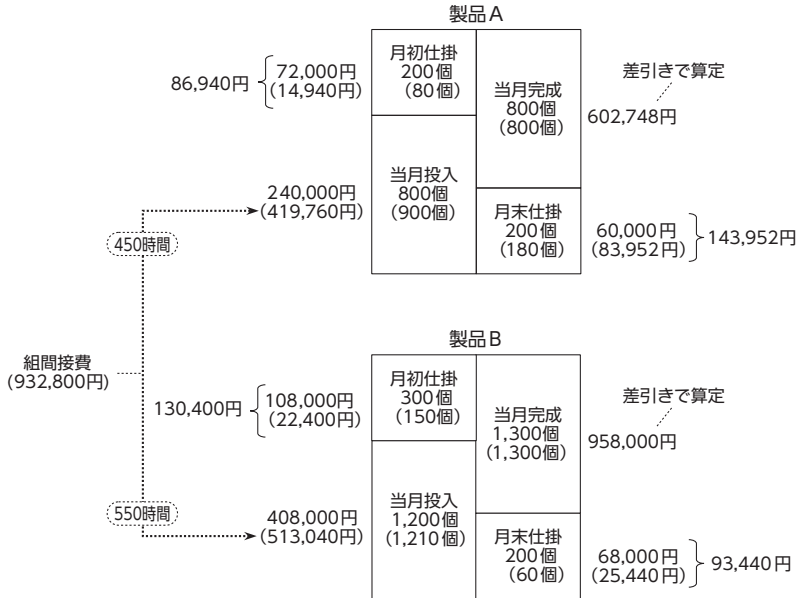 製品A
86,940円
72,000円
(14,940円)
月初仕掛
200個
(80個)
当月完成
800個
(800個)
差引きで算定
602,748円
240,000円
(419,760円)
当月投入
800個
(900個)
月末仕掛
200個
(180個)
60,000円
(83,952円)
143,952円
450時間
組間接費
(932,800円)
550時間
製品B
130,400円
108,000円
(22,400円)
月初仕掛
300個
(150個)
当月完成
1,300個
(1,300個)
差引きで算定
958,000円
408,000円
(513,040円)
当月投入
1,200個
(1,210個)
月末仕掛
200個
(60個)
68,000円
(25,440円)
93,440円